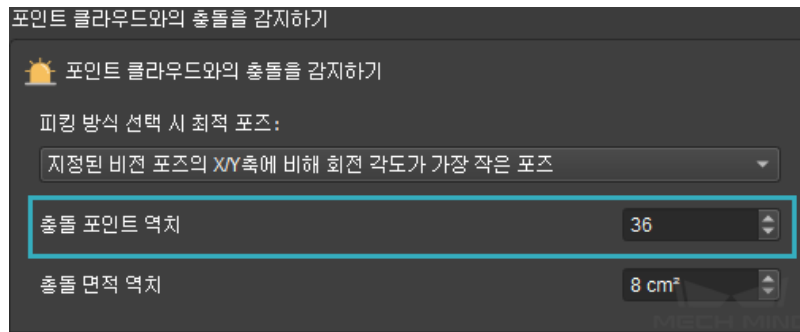 포인트 클라우드와의 충돌을 감지하기
포인트 클라우드와의 충돌을 감지하기
피킹 방식 선택 시 최적 포즈:
지정된 비전 포즈의 X/Y축에 비해 회전 각도가 가장 작은 포즈
충돌 포인트 역치 36
충돌 면적 역치 8 cm²
MECH-MIND